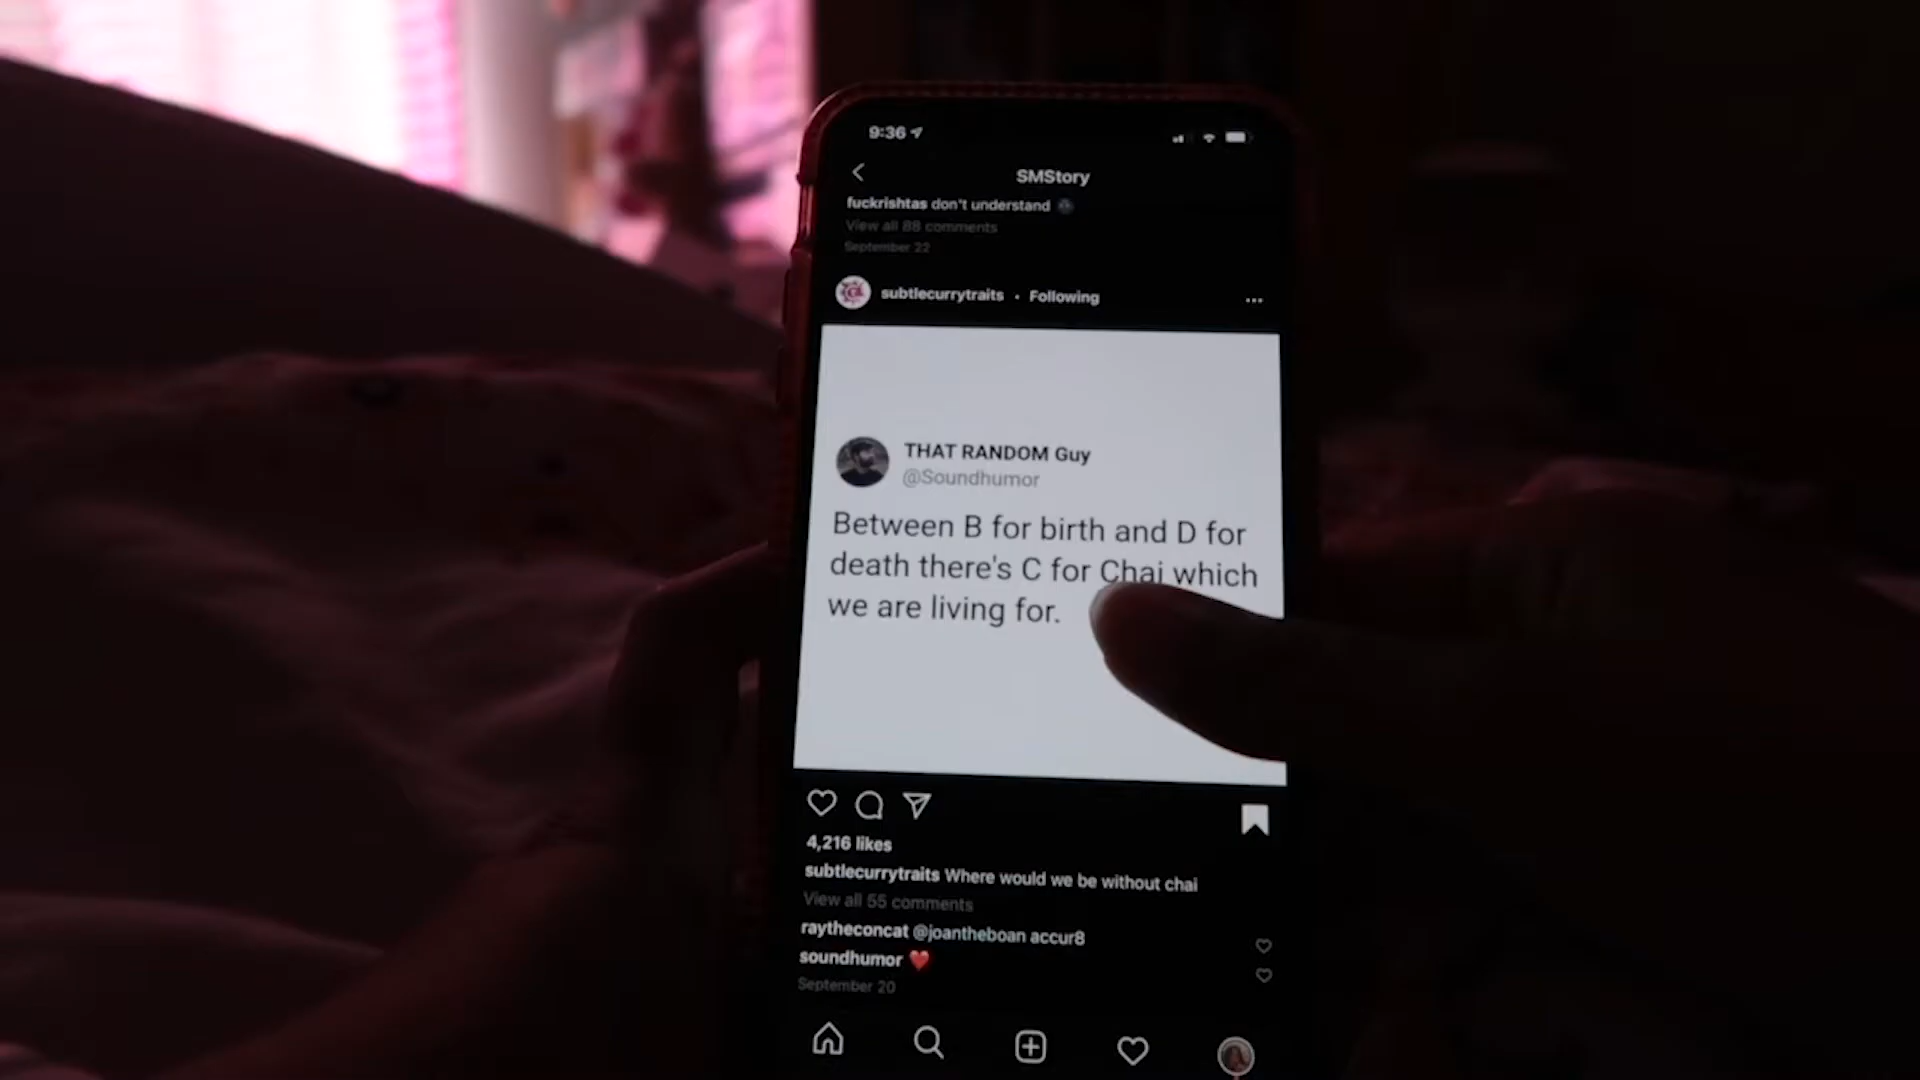 9:36
SMStory
fuckrishtas don't understand
View all 88 comments
September 22
subtlecurrytraits • Following
THAT RANDOM Guy
@Soundhumor
Between B for birth and D for
death there's C for Chai which
we are living for.
4,216 likes
subtlecurrytraits Where would we be without chai
View all 55 comments
raytheconcat @joantheboan accur8
soundhumor ❤️
September 20